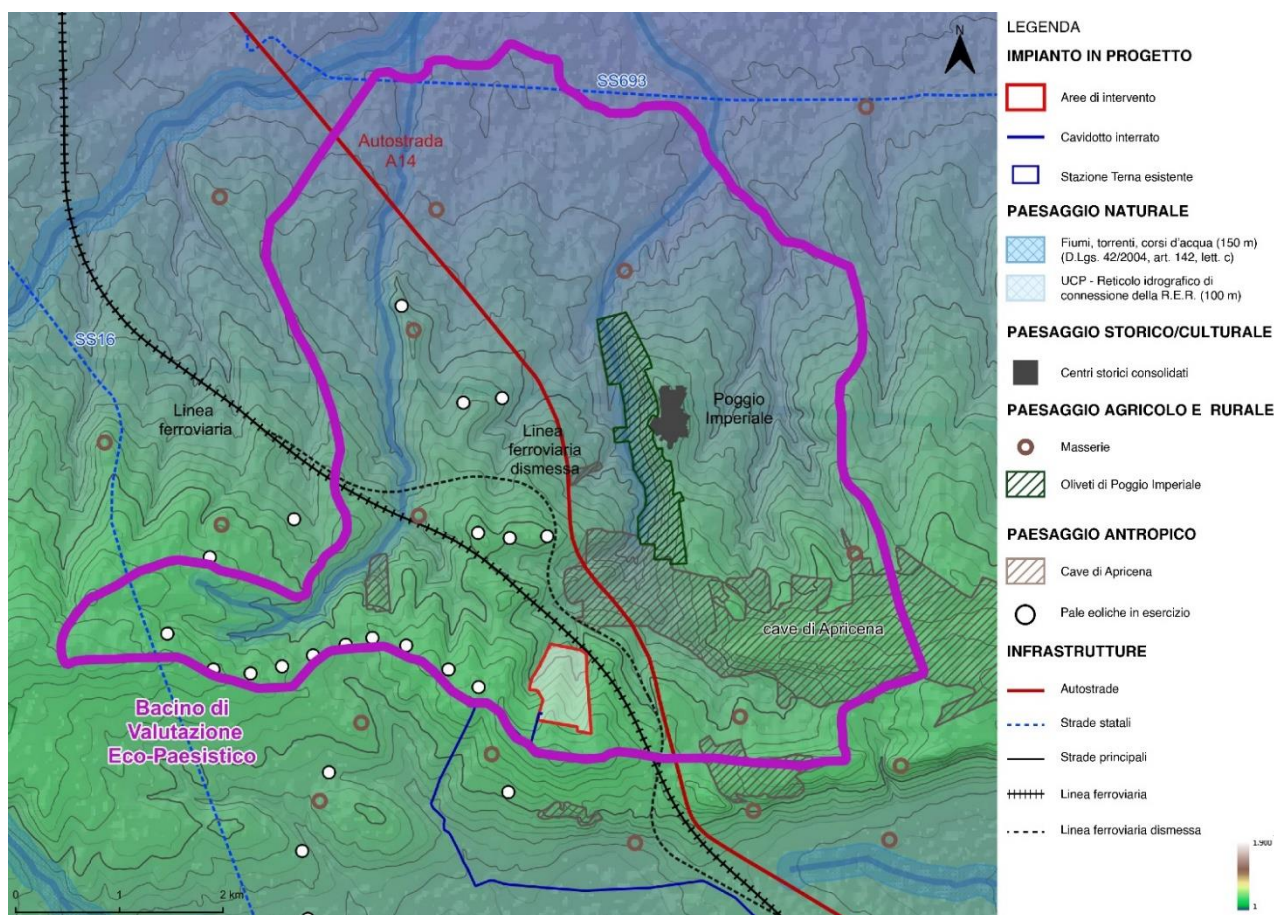 N
SS693
Autostrada
A14
SS16
Linea
ferroviaria
Linea
ferroviaria
dismessa
Poggio
Imperiale
cave di Apricena
Bacino di
Valutazione
Eco-Paesistico
0 1 2 km
LEGENDA
IMPIANTO IN PROGETTO
Aree di intervento
Cavidotto interrato
Stazione Terna esistente
PAESAGGIO NATURALE
Fiumi, torrenti, corsi d'acqua (150 m)
(D.Lgs. 42/2004, art. 142, lett. c)
UCP - Reticolo idrografico di
connessione della R.E.R. (100 m)
PAESAGGIO STORICO/CULTURALE
Centri storici consolidati
PAESAGGIO AGRICOLO E RURALE
Masserie
Oliveti di Poggio Imperiale
PAESAGGIO ANTROPICO
Cave di Apricena
Pale eoliche in esercizio
INFRASTRUTTURE
Autostrade
Strade statali
Strade principali
Linea ferroviaria
Linea ferroviaria dismessa
1.900
1